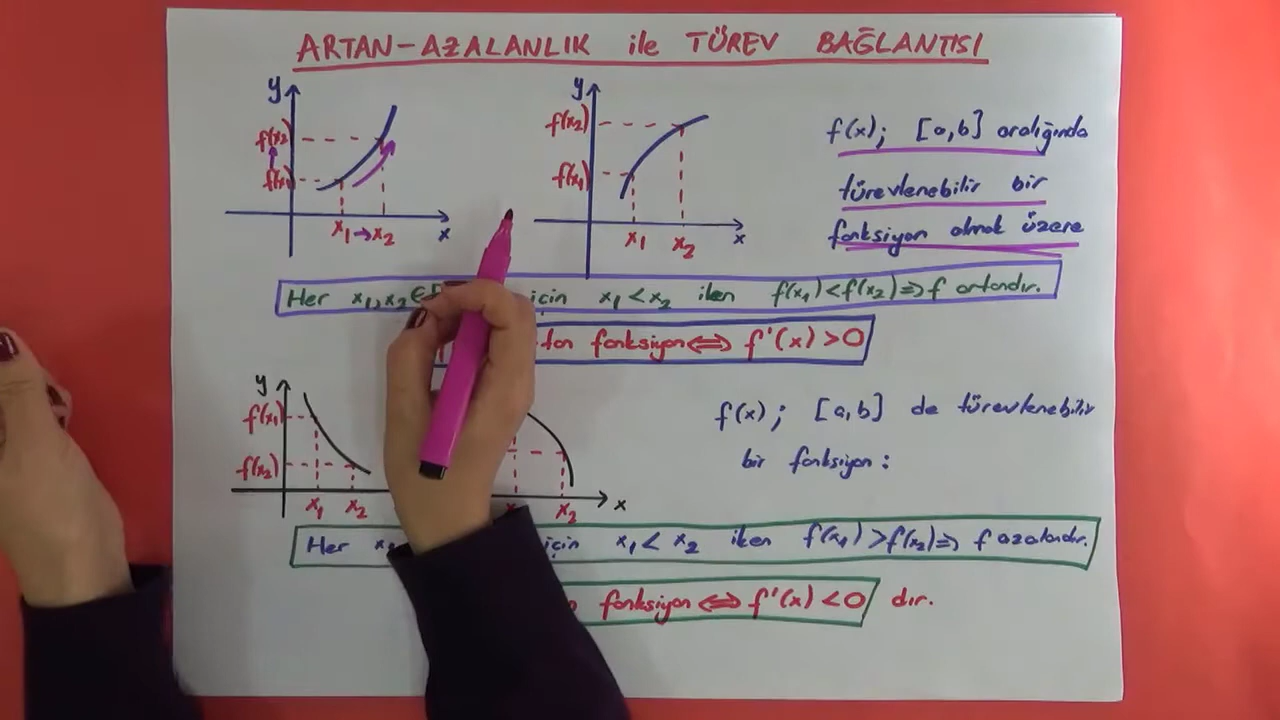 ARTAN-AZALANLIK ile TÜREV BAĞLANTISI
y
f(x2)
f(x1)
x1→x2
x
y
f(x2)
f(x1)
x1
x2
x
f(x); [a,b] aralığında
türevlenebilir bir
fonksiyon olmak üzere
Her x1,x2∈ için x1<x2 iken f(x1)<f(x2)⇒f artandır.
fonksiyon⇔ f'(x)>0
y
f(x1)
f(x2)
x1
x2
x2
x
f(x); [a,b] de türevlenebilir
bir fonksiyon:
Her için x1<x2 iken f(x1)>f(x2)⇒ f azalandır.
fonksiyon⇔f'(x)<0 dır.